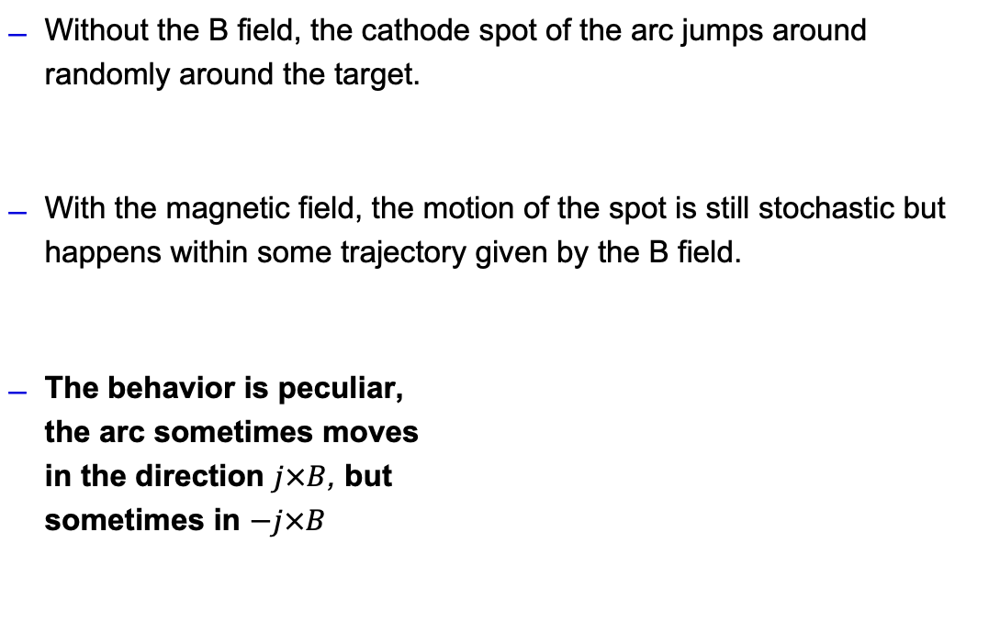 – Without the B field, the cathode spot of the arc jumps around
randomly around the target.
– With the magnetic field, the motion of the spot is still stochastic but
happens within some trajectory given by the B field.
– The behavior is peculiar,
the arc sometimes moves
in the direction 𝑗×𝐵, but
sometimes in −𝑗×𝐵